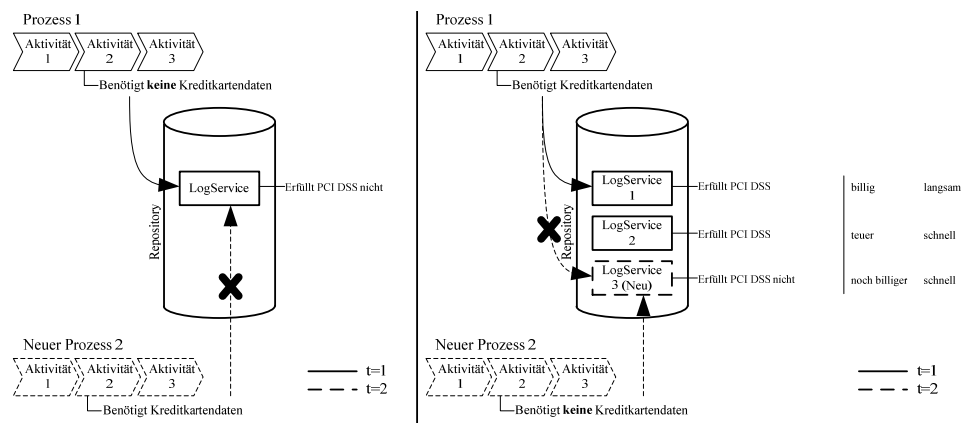 Prozess 1
Aktivität 1
Aktivität 2
Aktivität 3
Benötigt keine Kreditkartendaten
Repository
LogService
Erfüllt PCI DSS nicht
Neuer Prozess 2
Aktivität 1
Aktivität 2
Aktivität 3
Benötigt Kreditkartendaten
t=1
t=2
Prozess 1
Aktivität 1
Aktivität 2
Aktivität 3
Benötigt keine Kreditkartendaten
Repository
LogService 1
Erfüllt PCI DSS
billig langsam
LogService 2
Erfüllt PCI DSS
teuer schnell
LogService 3 (Neu)
Erfüllt PCI DSS nicht
noch billiger schnell
Neuer Prozess 2
Aktivität 1
Aktivität 2
Aktivität 3
Benötigt keine Kreditkartendaten
t=1
t=2